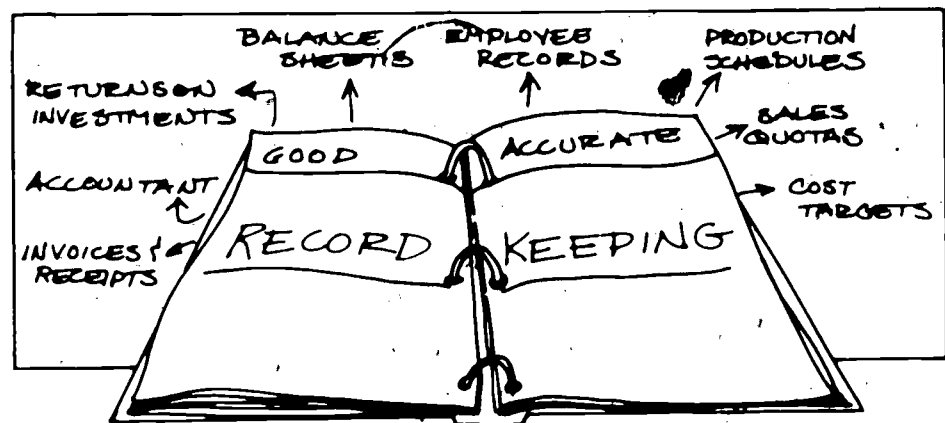 BALANCE SHEETS
EMPLOYEE RECORDS
PRODUCTION SCHEDULES
RETURNS ON
INVESTMENTS
SALES
QUOTAS
GOOD
ACCURATE
ACCOUNTANT
COST
TARGETS
RECORD
KEEPING
INVOICES &
RECEIPTS